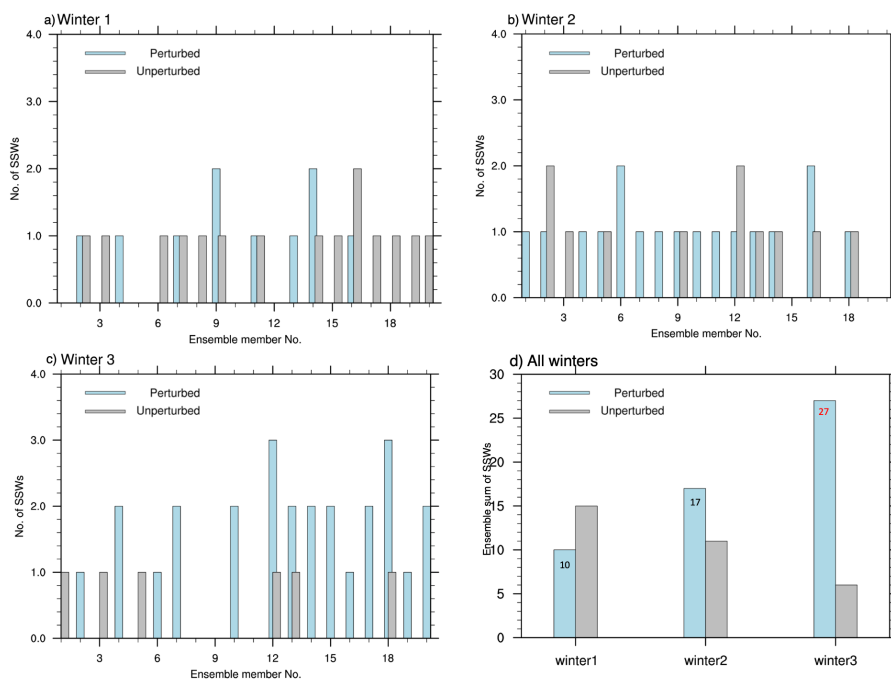 a) Winter 1
4.0
3.0
2.0
1.0
0.0
No. of SSWs
Perturbed
Unperturbed
3 6 9 12 15 18
Ensemble member No.
b) Winter 2
4.0
3.0
2.0
1.0
0.0
No. of SSWs
Perturbed
Unperturbed
3 6 9 12 15 18
Ensemble member No.
c) Winter 3
4.0
3.0
2.0
1.0
0.0
No. of SSWs
Perturbed
Unperturbed
3 6 9 12 15 18
Ensemble member No.
d) All winters
30
25
20
15
10
5
0
Ensemble sum of SSWs
Perturbed
Unperturbed
10
17
27
winter1 winter2 winter3